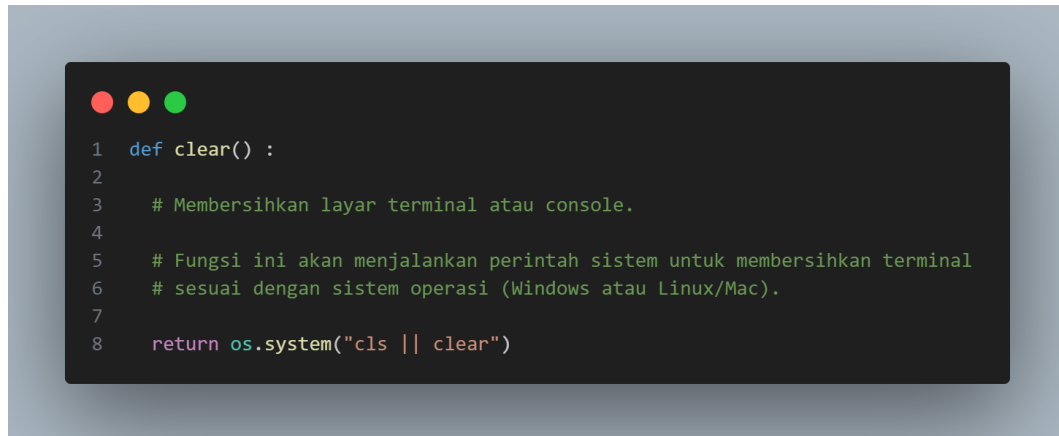 1 def clear() :
2
3 # Membersihkan layar terminal atau console.
4
5 # Fungsi ini akan menjalankan perintah sistem untuk membersihkan terminal
6 # sesuai dengan sistem operasi (Windows atau Linux/Mac).
7
8 return os.system("cls || clear")